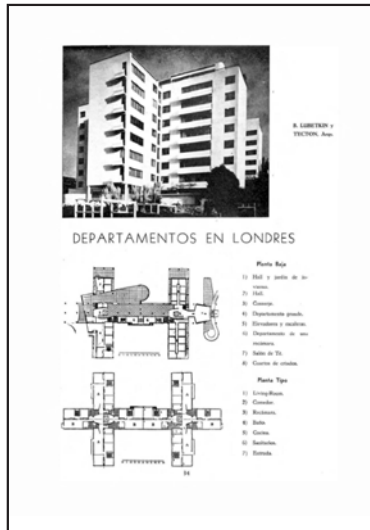 B. LUBETKIN y
TECTON, Arqs.
DEPARTAMENTOS EN LONDRES
Planta Baja
1) Hall y jardín de in-
vierno.
2) Hall.
3) Conserje.
4) Departamento grande.
5) Elevadores y escaleras.
6) Departamento de una
recámara.
7) Salón de Té.
8) Cuartos de criados.
Planta Tipo
1) Living-Room.
2) Comedor.
3) Recámara.
4) Baño.
5) Cocina.
6) Sanitarios.
7) Entrada.